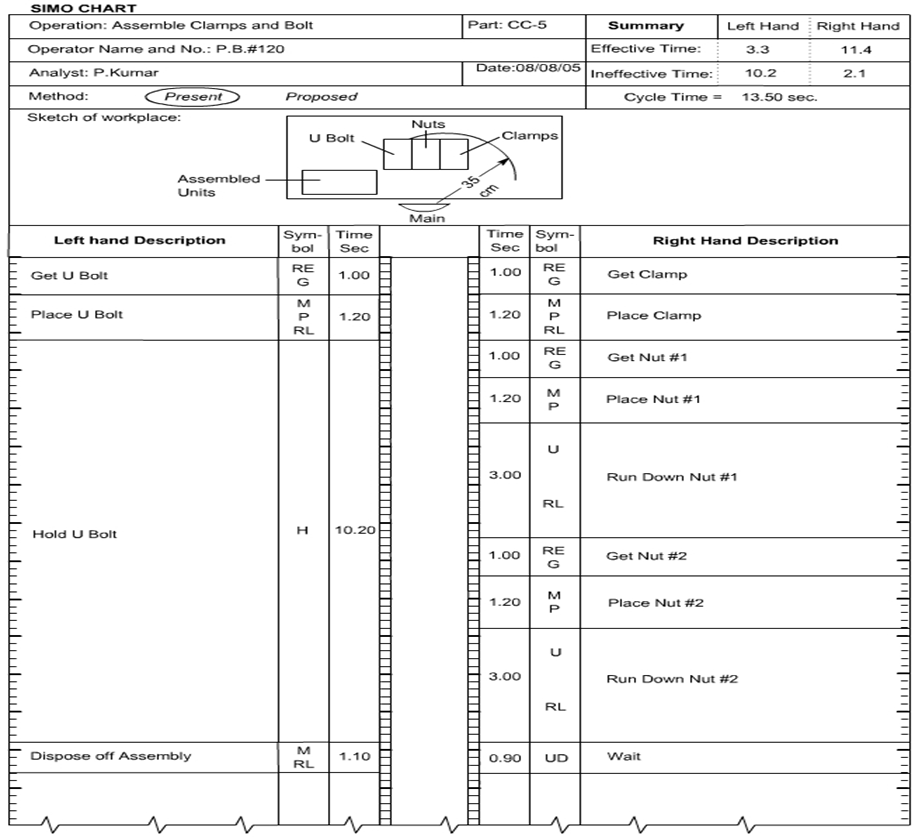 SIMO CHART
Operation: Assemble Clamps and Bolt Part: CC-5 Summary Left Hand Right Hand
Operator Name and No.: P.B.#120 Effective Time: 3.3 11.4
Analyst: P.Kumar Date:08/08/05 Ineffective Time: 10.2 2.1
Method: Present Proposed Cycle Time = 13.50 sec.
Sketch of workplace:
Nuts
U Bolt
Clamps
Assembled
Units
35
cm
Main
Left hand Description Sym-
bol Time
Sec Time
Sec Sym-
bol Right Hand Description
Get U Bolt RE
G 1.00 1.00 RE
G Get Clamp
Place U Bolt M
P
RL 1.20 1.20 M
P
RL Place Clamp
1.00 RE
G Get Nut #1
1.20 M
P Place Nut #1
3.00 U
RL Run Down Nut #1
Hold U Bolt H 10.20
1.00 RE
G Get Nut #2
1.20 M
P Place Nut #2
3.00 U
RL Run Down Nut #2
Dispose off Assembly M
RL 1.10 0.90 UD Wait